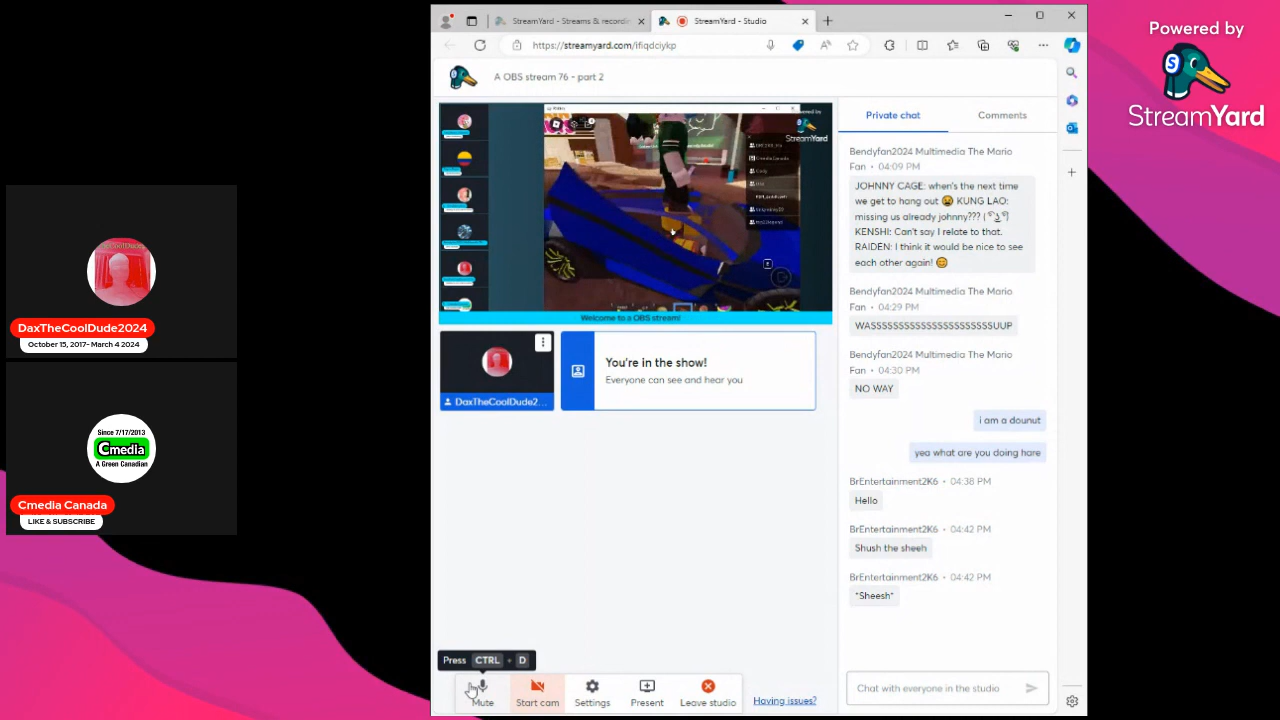 StreamYard - Streams & recordin
StreamYard - Studio
https://streamyard.com/ifiqdciykp
A OBS stream 76 - part 2
Powered by
StreamYard
StreamYard
Welcome to a OBS stream!
DaxTheCoolDude2...
You're in the show!
Everyone can see and hear you
DaxTheCoolDude2024
October 15, 2017- March 4 2024
Since 7/17/2013
Cmedia
A Green Canadian
Cmedia Canada
LIKE & SUBSCRIBE
Private chat
Comments
Bendyfan2024 Multimedia The Mario
Fan • 04:09 PM
JOHNNY CAGE: when's the next time
we get to hang out 😫 KUNG LAO:
missing us already johnny??? ( ͡° ͜ʖ ͡°)
KENSHI: Can't say I relate to that.
RAIDEN: I think it would be nice to see
each other again! 😊
Bendyfan2024 Multimedia The Mario
Fan • 04:29 PM
WASSSSSSSSSSSSSSSSSSSSSSUUP
Bendyfan2024 Multimedia The Mario
Fan • 04:30 PM
NO WAY
i am a dounut
yea what are you doing hare
BrEntertainment2K6 • 04:38 PM
Hello
BrEntertainment2K6 • 04:42 PM
Shush the sheeh
BrEntertainment2K6 • 04:42 PM
*Sheesh*
Chat with everyone in the studio
Press CTRL + D
Mute
Start cam
Settings
Present
Leave studio
Having issues?